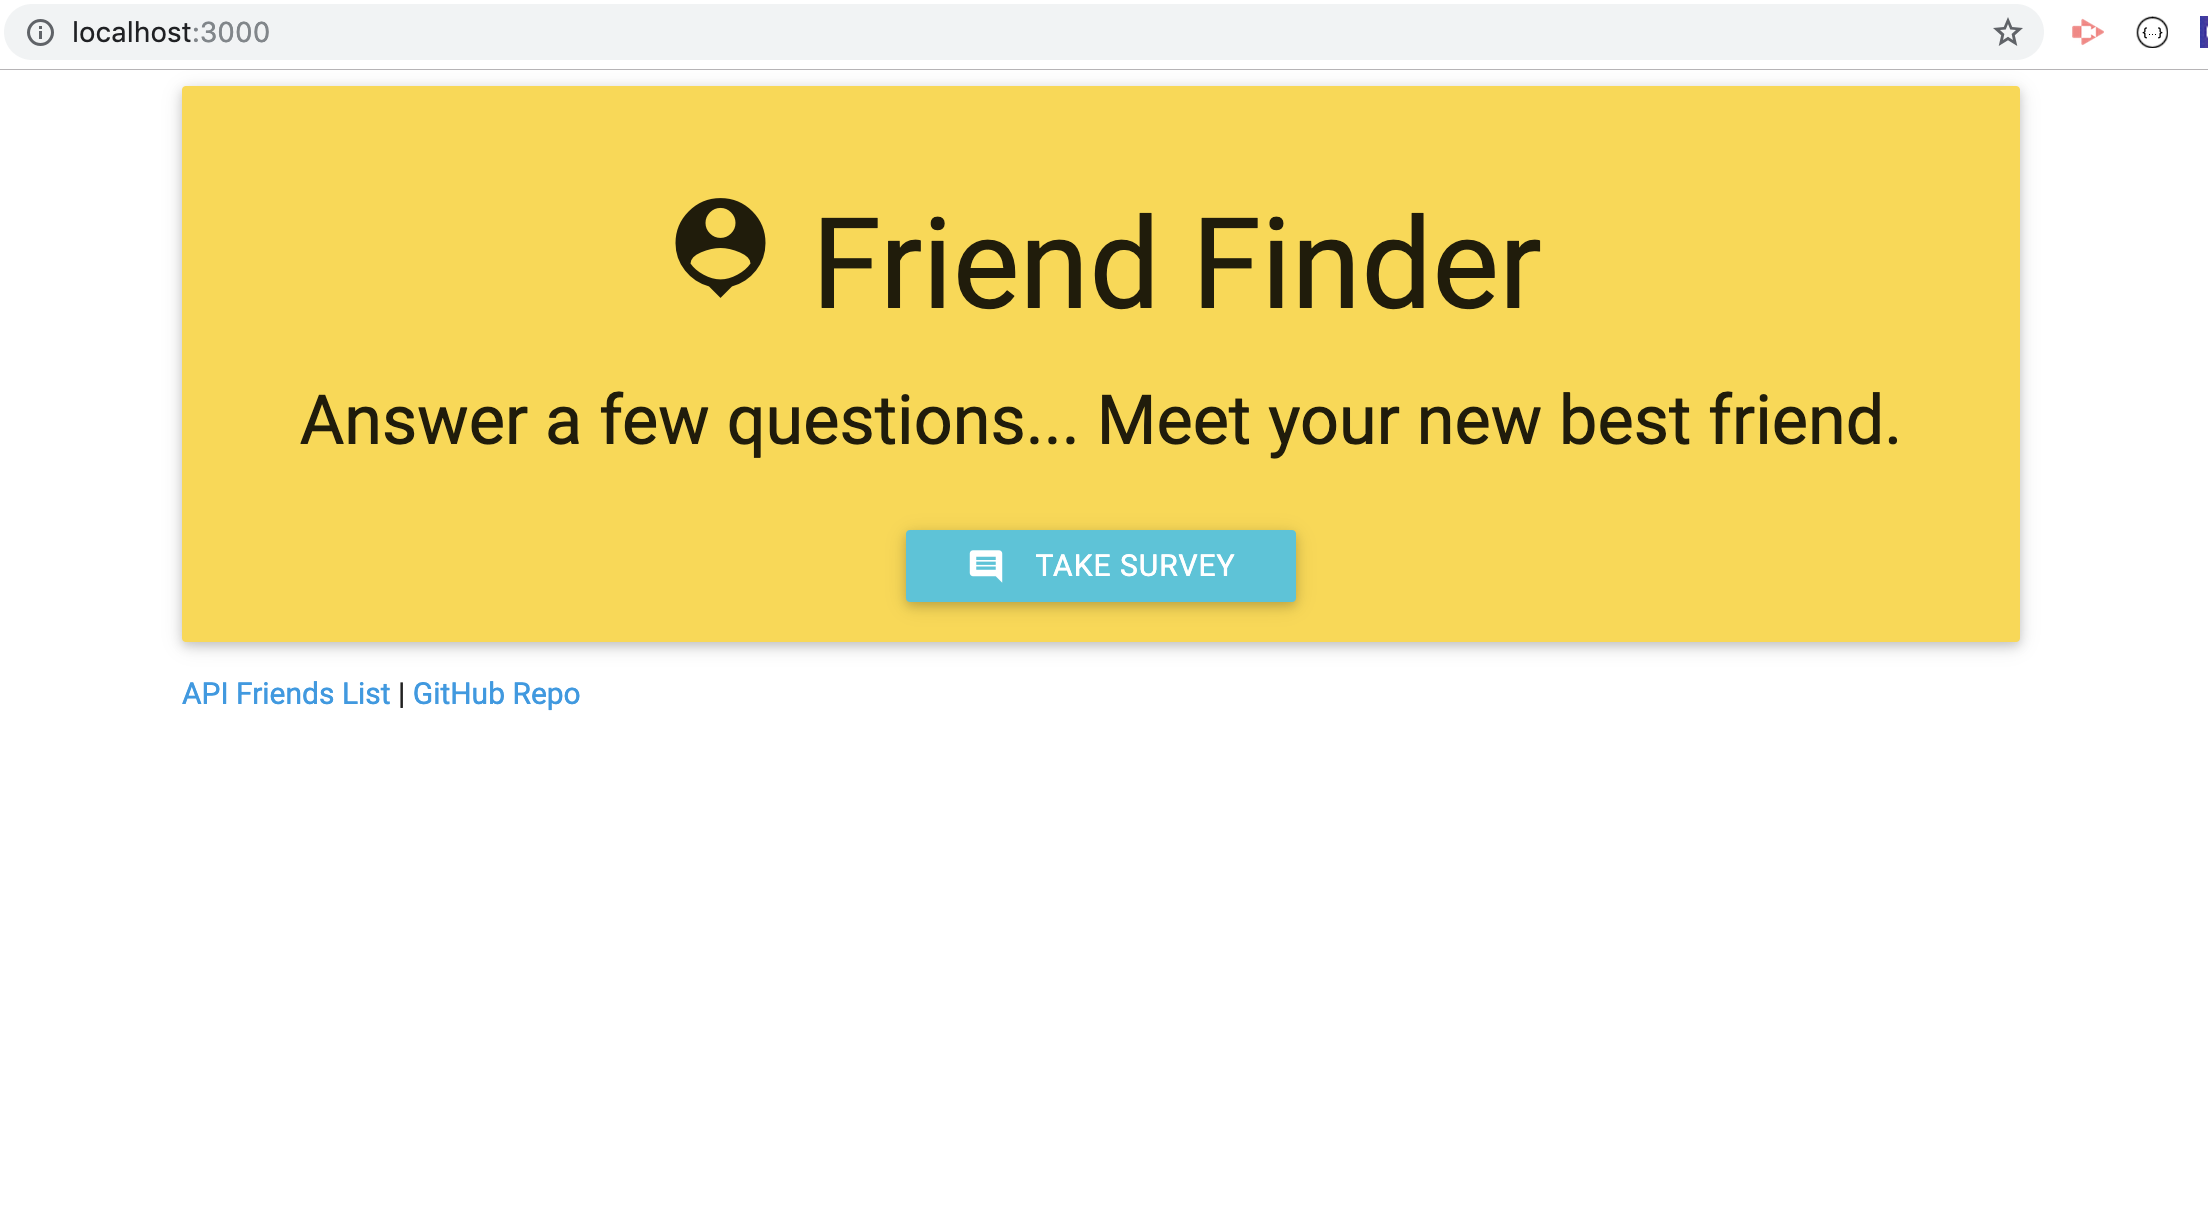 localhost:3000
{...}
Friend Finder
Answer a few questions... Meet your new best friend.
TAKE SURVEY
API Friends List | GitHub Repo